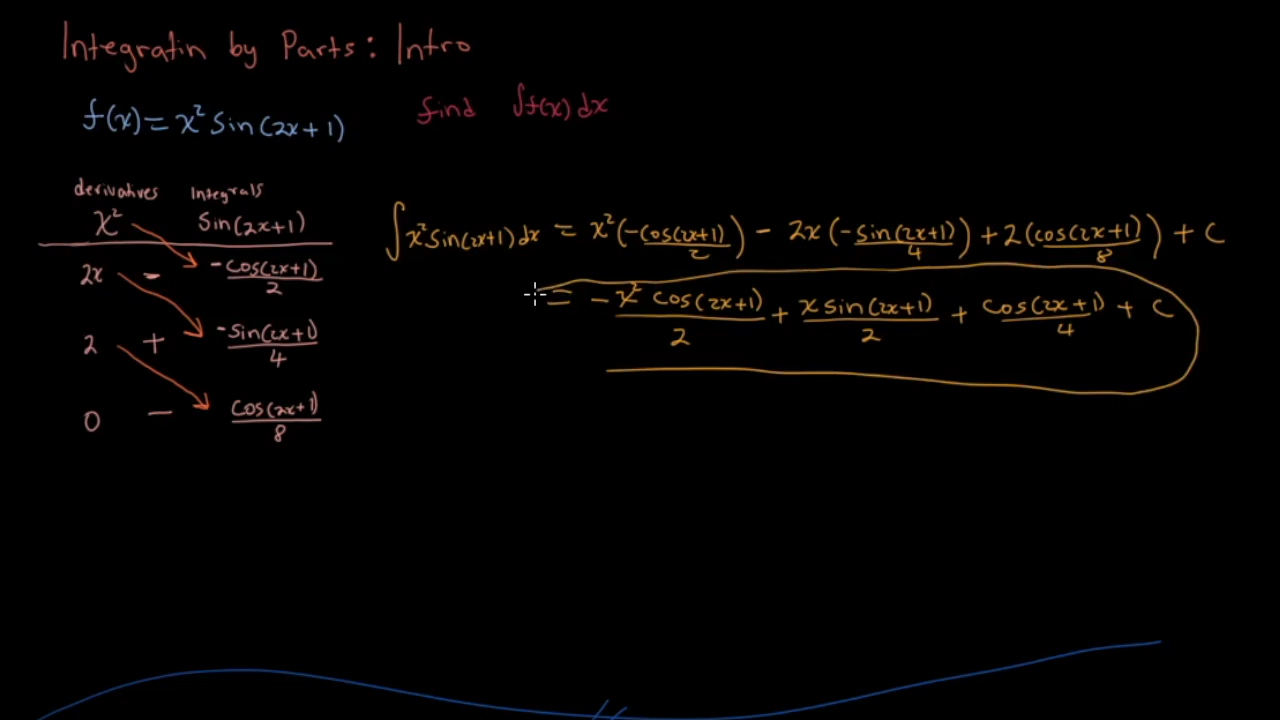 Integratin by Parts: Intro
f(x) = x² sin(2x+1)
find ∫f(x) dx
derivatives integrals
x² sin(2x+1)
2x - -cos(2x+1)/2
2 + -sin(2x+1)/4
0 - cos(2x+1)/8
∫x² sin(2x+1) dx = x²(-cos(2x+1)/2) - 2x(-sin(2x+1)/4) + 2(cos(2x+1)/8) + C
= -x² cos(2x+1)/2 + x sin(2x+1)/2 + cos(2x+1)/4 + C